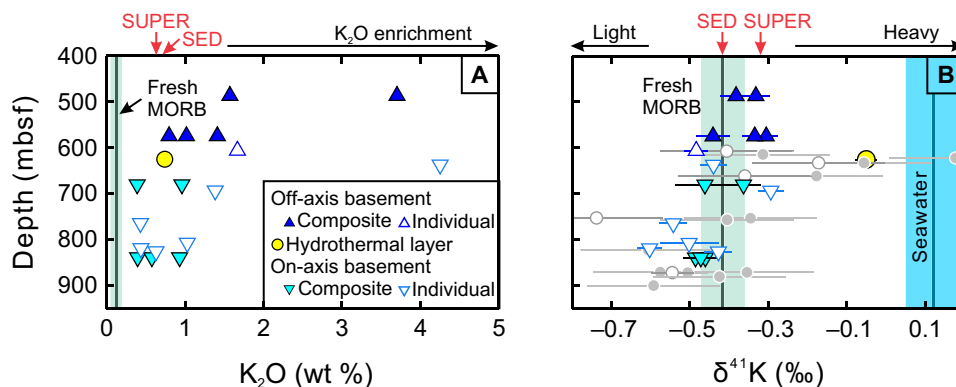 SUPER
SED
K₂O enrichment
A
Fresh
MORB
400
500
600
700
800
900
Depth (mbsf)
Off-axis basement
Composite Individual
Hydrothermal layer
On-axis basement
Composite Individual
0 1 2 3 4 5
K₂O (wt %)
SED SUPER
Light Heavy
B
Fresh
MORB
Seawater
–0.7 –0.5 –0.3 –0.1 0.1
δ⁴¹K (‰)